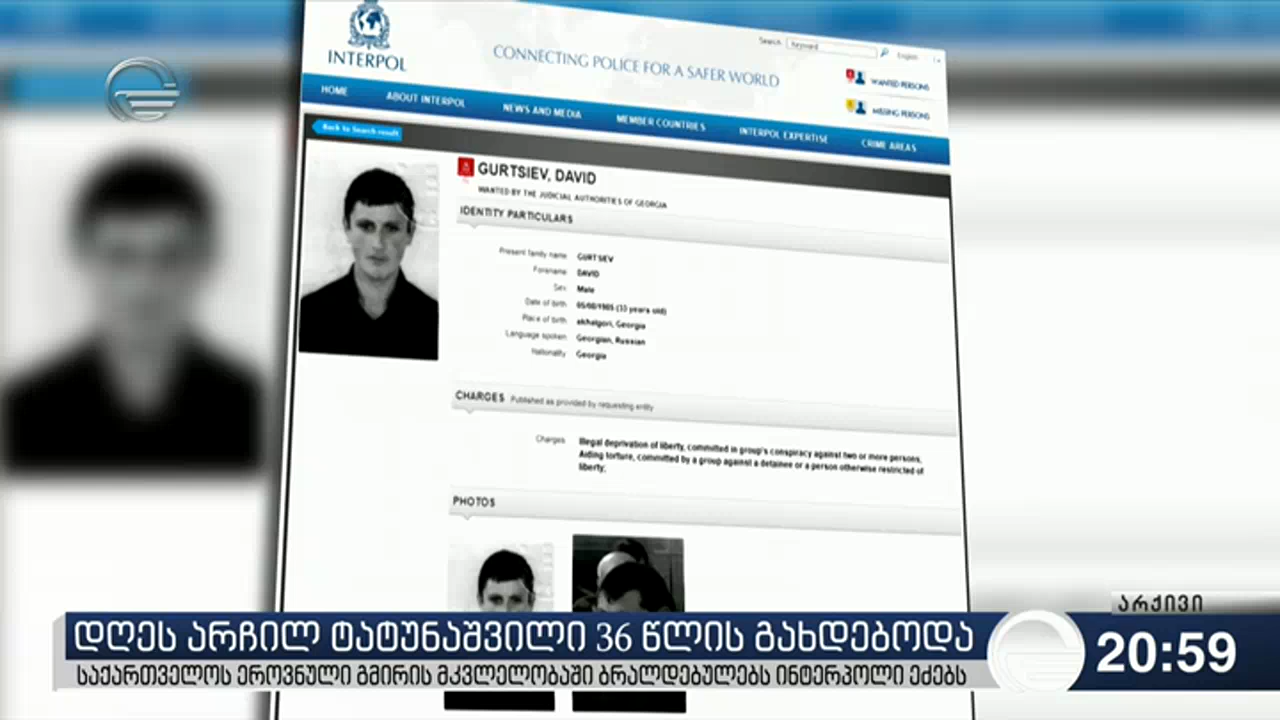 INTERPOL
CONNECTING POLICE FOR A SAFER WORLD
Search Keyword English
WANTED PERSONS
MISSING PERSONS
HOME ABOUT INTERPOL NEWS AND MEDIA MEMBER COUNTRIES INTERPOL EXPERTISE CRIME AREAS
Back to Search result
GURTSIEV, DAVID
WANTED BY THE JUDICIAL AUTHORITIES OF GEORGIA
IDENTITY PARTICULARS
Present family name GURTSIEV
Forename DAVID
Sex Male
Date of birth (33 years old)
Place of birth akhalgori, Georgia
Language spoken Georgian, Russian
Nationality Georgia
CHARGES Published as provided by requesting entity
Charges Illegal deprivation of liberty, committed in group's conspiracy against two or more persons.
Aiding torture, committed by a group against a detainee or a person otherwise restricted of
liberty;
PHOTOS
არქივი
დღეს არჩილ ტატუნაშვილი 36 წლის გახდებოდა
20:59
საქართველოს ეროვნული გმირის მკვლელობაში ბრალდებულებს ინტერპოლი ეძებს